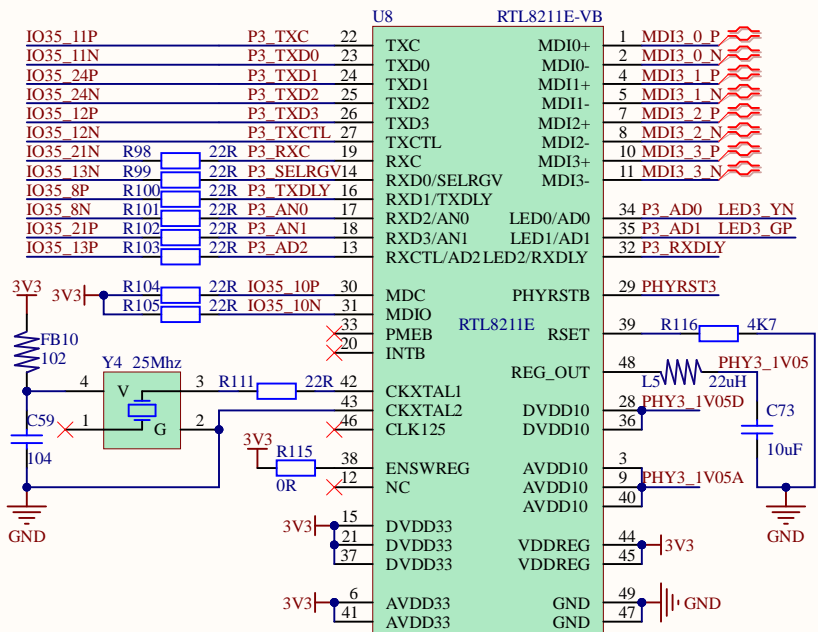 U8 RTL8211E-VB
IO35_11P P3_TXC 22 TXC MDI0+ 1 MDI3_0_P
IO35_11N P3_TXD0 23 TXD0 MDI0- 2 MDI3_0_N
IO35_24P P3_TXD1 24 TXD1 MDI1+ 4 MDI3_1_P
IO35_24N P3_TXD2 25 TXD2 MDI1- 5 MDI3_1_N
IO35_12P P3_TXD3 26 TXD3 MDI2+ 7 MDI3_2_P
IO35_12N P3_TXCTL 27 TXCTL MDI2- 8 MDI3_2_N
IO35_21N R98 22R P3_RXC 19 RXC MDI3+ 10 MDI3_3_P
IO35_13N R99 22R P3_SELRGV 14 RXD0/SELRGV MDI3- 11 MDI3_3_N
IO35_8P R100 22R P3_TXDLY 16 RXD1/TXDLY
IO35_8N R101 22R P3_AN0 17 RXD2/AN0 LED0/AD0 34 P3_AD0 LED3_YN
IO35_21P R102 22R P3_AN1 18 RXD3/AN1 LED1/AD1 35 P3_AD1 LED3_GP
IO35_13P R103 22R P3_AD2 13 RXCTL/AD2 LED2/RXDLY 32 P3_RXDLY
3V3 3V3 R104 22R IO35_10P 30 MDC PHYRSTB 29 PHYRST3
R105 22R IO35_10N 31 MDIO
33 PMEB RTL8211E RSET 39 R116 4K7
FB10
102
20 INTB
Y4 25Mhz REG_OUT 48 L5 22uH PHY3_1V05
4 V 3 R111 22R 42 CKXTAL1
1 G 2 43 CKXTAL2 DVDD10 28 PHY3_1V05D
46 CLK125 DVDD10 36
C59
104
C73
10uF
3V3 R115 0R 38 ENSWREG AVDD10 3
12 NC AVDD10 9 PHY3_1V05A
AVDD10 40
GND
GND
3V3 15 DVDD33
21 DVDD33 VDDREG 44 3V3
37 DVDD33 VDDREG 45
3V3 6 AVDD33 GND 49 GND
41 AVDD33 GND 47